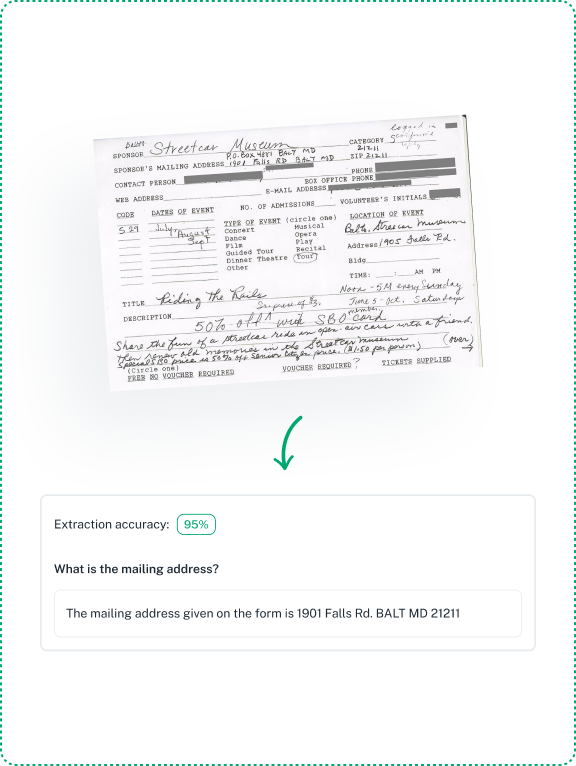 logged in
BALTO. Streetcar Museum CATEGORY
SPONSOR P.O. Box 4881 BALT MD 21211
SPONSOR'S MAILING ADDRESS 1901 Falls RD BALT MD ZIP 21211
PHONE
CONTACT PERSON BOX OFFICE PHONE
WEB ADDRESS E-MAIL ADDRESS
NO. OF ADMISSIONS VOLUNTEER'S INITIALS
CODE DATES OF EVENT TYPE OF EVENT (circle one) LOCATION OF EVENT
529 July, August Sept
Concert Musical
Dance Opera
Film Play
Guided Tour Recital
Dinner Theatre Tour
Other
Balto. Streetcar Museum
Address 1905 Falls Rd.
Bldg
TIME: : AM PM
Noon - 5PM every Sunday
June 5 - Oct. Saturdays
TITLE Riding The Rails
DESCRIPTION member
50% off with SBO card
Share the fun of a streetcar ride in open-air cars with a friend,
then renew old memories in the Streetcar museum (over)
Special SBO price is 50% off Senior Citizen price. ($1.50 per person)
(Circle one)
FREE NO VOUCHER REQUIRED VOUCHER REQUIRED? TICKETS SUPPLIED
Extraction accuracy: 95%
What is the mailing address?
The mailing address given on the form is 1901 Falls Rd. BALT MD 21211